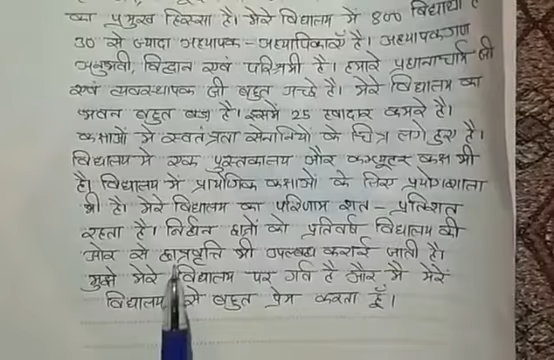 का प्रमुख हिस्सा है। मेरे विद्यालय में 800 विद्यार्थी
30 से ज्यादा अध्यापक - अध्यापिकाएँ है। अध्यापकगण
अनुभवी, विद्वान एवं परिश्रमी है। हमारे प्रधानाचार्य जी
एवं व्यवस्थापक जी बहुत अच्छे है। मेरे विद्यालय का
भवन बहुत बड़ा है। इसमें 25 हवादार कमरे है।
कक्षाओं में स्वतंत्रता सेनानियों के चित्र लगे हुए है।
विद्यालय में एक पुस्तकालय और कम्प्यूटर कक्ष भी
है। विद्यालय में प्रायोगिक कक्षाओं के लिए प्रयोगशाला
भी है। मेरे विद्यालय का परिणाम शत - प्रतिशत
रहता है। निर्धन छात्रों को प्रतिवर्ष विद्यालय की
ओर से छात्रवृत्ति भी उपलब्ध कराई जाती है।
मुझे मेरे विद्यालय पर गर्व है और मैं मेरे
विद्यालय से बहुत प्रेम करता हूँ।